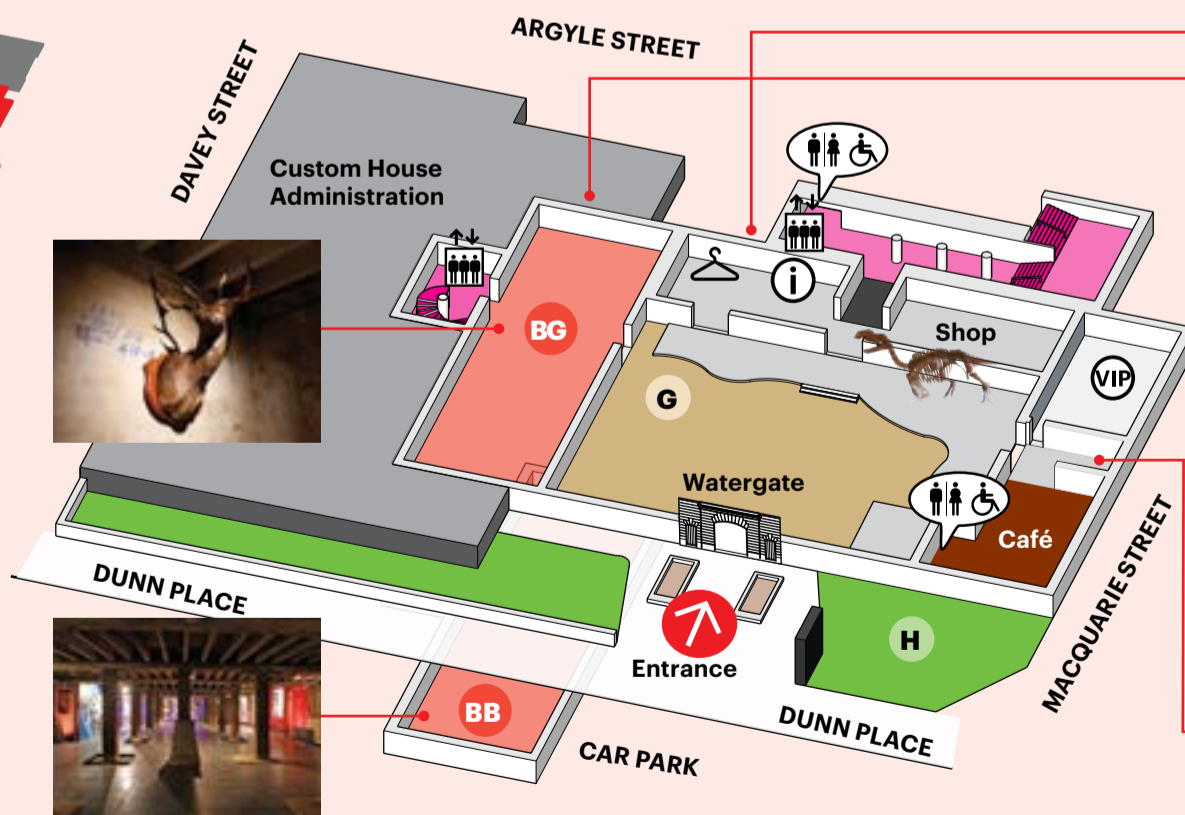 ARGYLE STREET
DAVEY STREET
Custom House
Administration
BG
i
Shop
VIP
G
Watergate
Café
DUNN PLACE
MACQUARIE STREET
H
Entrance
BB
DUNN PLACE
CAR PARK